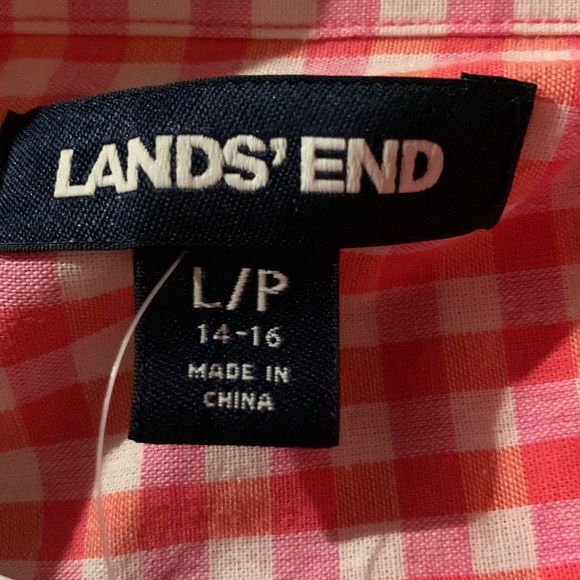 LANDS' END
L/P
14-16
MADE IN
CHINA